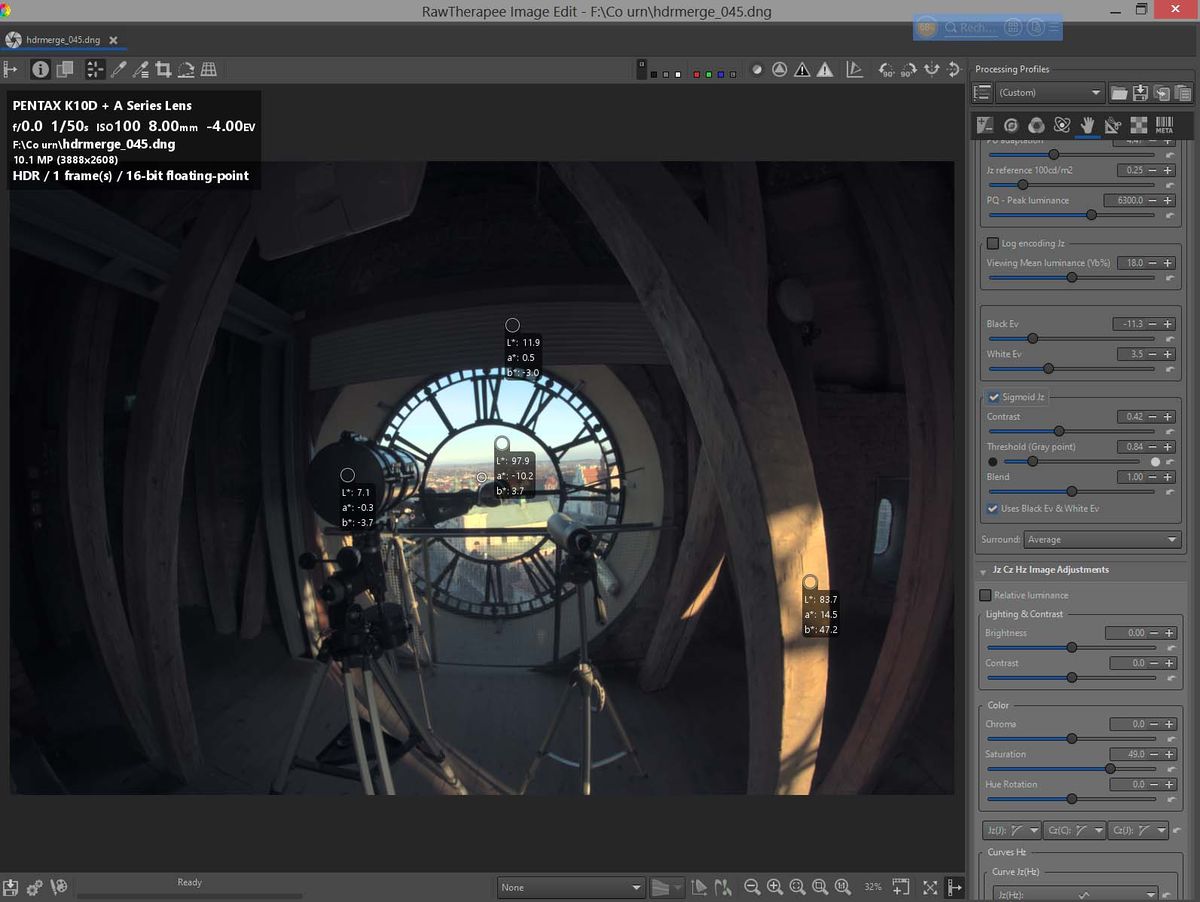 RawTherapee Image Edit - F:\Co urn\hdrmerge_045.dng
68°
Rech...
hdrmerge_045.dng
Processing Profiles
(Custom)
META
PENTAX K10D + A Series Lens
f/0.0 1/50s ISO100 8.00mm -4.00EV
F:\Co urn\hdrmerge_045.dng
10.1 MP (3888x2608)
HDR / 1 frame(s) / 16-bit floating-point
L*: 11.9
a*: 0.5
b*: -3.0
L*: 97.9
a*: -10.2
b*: 3.7
L*: 7.1
a*: -0.3
b*: -3.7
L*: 83.7
a*: 14.5
b*: 47.2
PU adaptation 4.47
Jz reference 100cd/m2 0.25
PQ - Peak luminance 6300.0
Log encoding Jz
Viewing Mean luminance (Yb%) 18.0
Black Ev -11.3
White Ev 3.5
Sigmoid Jz
Contrast 0.42
Threshold (Gray point) 0.84
Blend 1.00
Uses Black Ev & White Ev
Surround: Average
Jz Cz Hz Image Adjustments
Relative luminance
Lighting & Contrast
Brightness 0.00
Contrast 0.0
Color
Chroma 0.0
Saturation 49.0
Hue Rotation 0.0
Jz(J): Cz(C): Cz(J):
Curves Hz
Curve Jz(Hz)
Jz(Hz):
Ready
None
32%